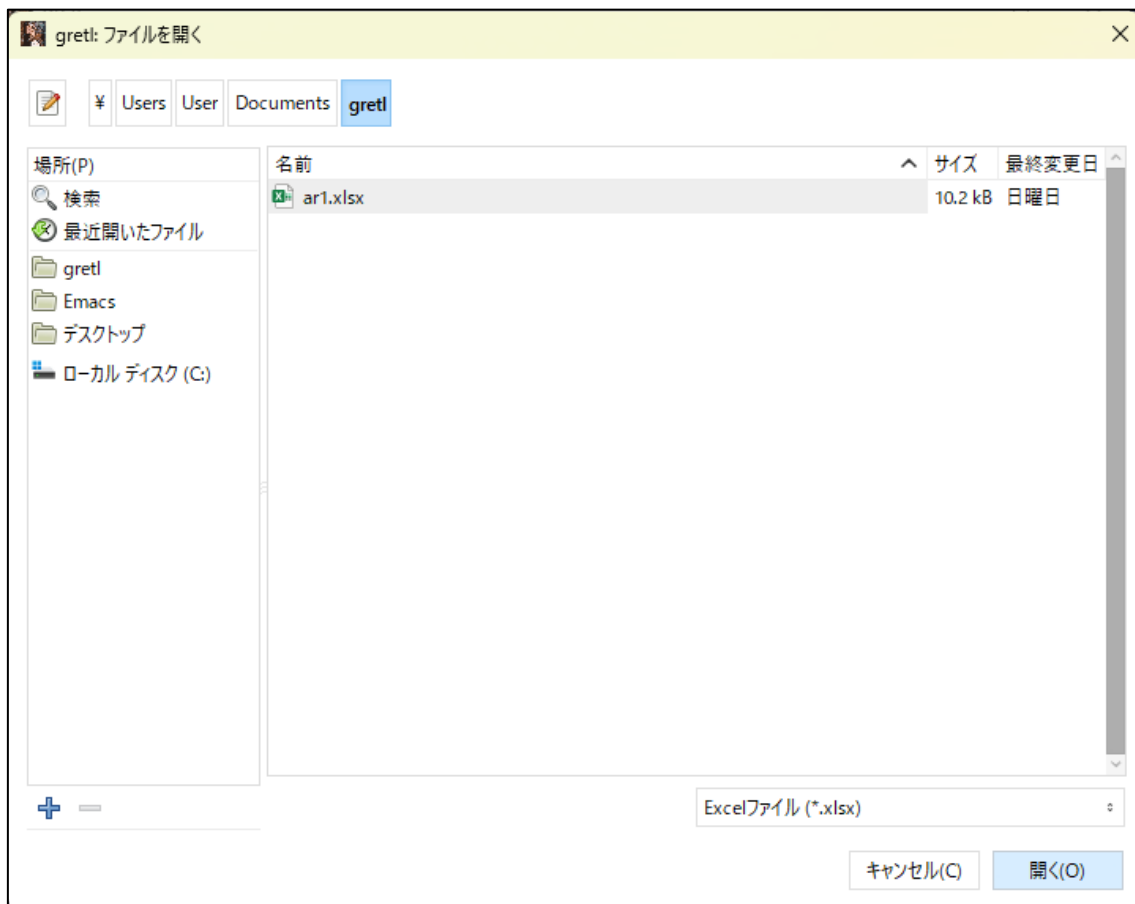 gretl: ファイルを開く
¥ Users User Documents gretl
場所(P)
名前 サイズ 最終変更日
検索
ar1.xlsx 10.2 kB 日曜日
最近開いたファイル
gretl
Emacs
デスクトップ
ローカル ディスク (C:)
Excelファイル (*.xlsx)
キャンセル(C) 開く(O)